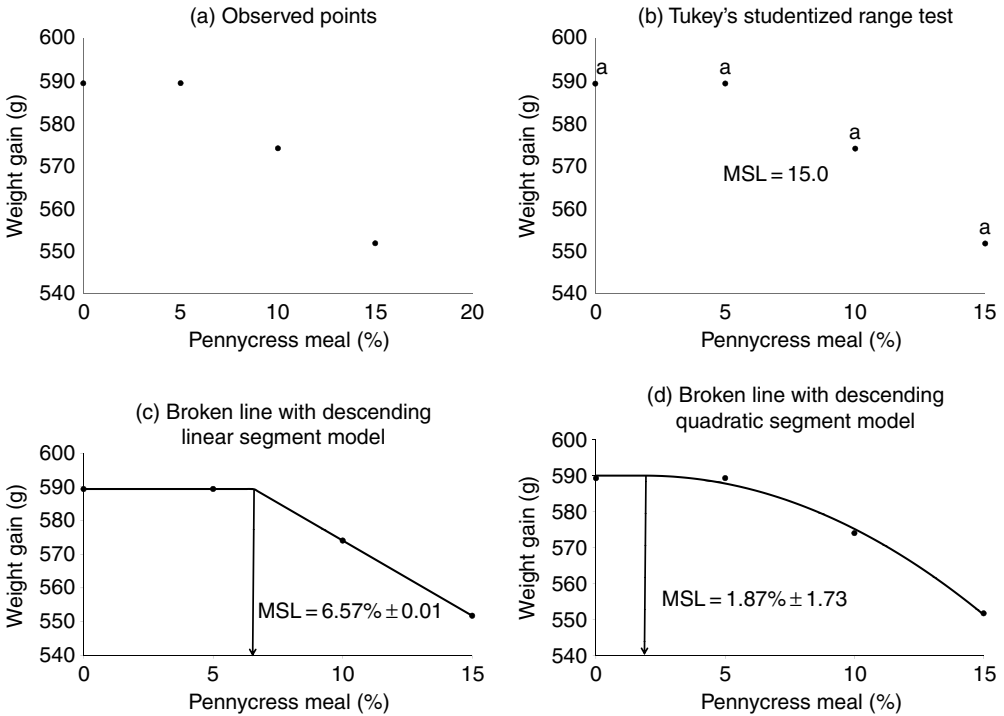 (a) Observed points
600
590
580
570
560
550
540
Weight gain (g)
0 5 10 15 20
Pennycress meal (%)
(b) Tukey’s studentized range test
600
590
580
570
560
550
540
Weight gain (g)
a
a
a
a
MSL = 15.0
0 5 10 15
Pennycress meal (%)
(c) Broken line with descending
linear segment model
600
590
580
570
560
550
540
Weight gain (g)
MSL = 6.57% ± 0.01
0 5 10 15
Pennycress meal (%)
(d) Broken line with descending
quadratic segment model
600
590
580
570
560
550
540
Weight gain (g)
MSL = 1.87% ± 1.73
0 5 10 15
Pennycress meal (%)